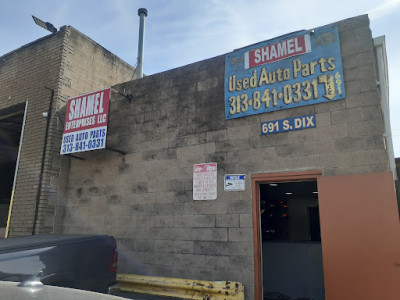 SHAMEL
ENTERPRISES LLC
USED AUTO PARTS
313-841-0331
SHAMEL
Used Auto Parts
313-841-0331
691 S. DIX